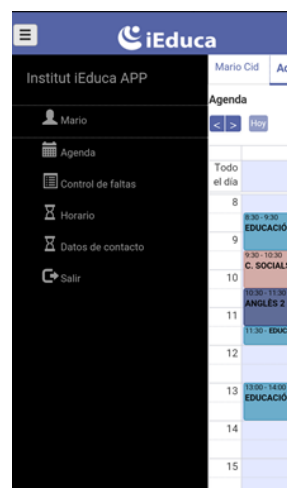 iEduca
Institut iEduca APP
Mario
Agenda
Control de faltas
Horario
Datos de contacto
Salir
Mario Cid
Agenda
< > Hoy
Todo
el día
8
8:30 - 9:30
EDUCACIÓ
9
9:30 - 10:30
C. SOCIALS
10
10:30 - 11:30
ANGLÈS 2
11
11:30 - EDUC
12
13
13:00 - 14:00
EDUCACIÓ
14
15